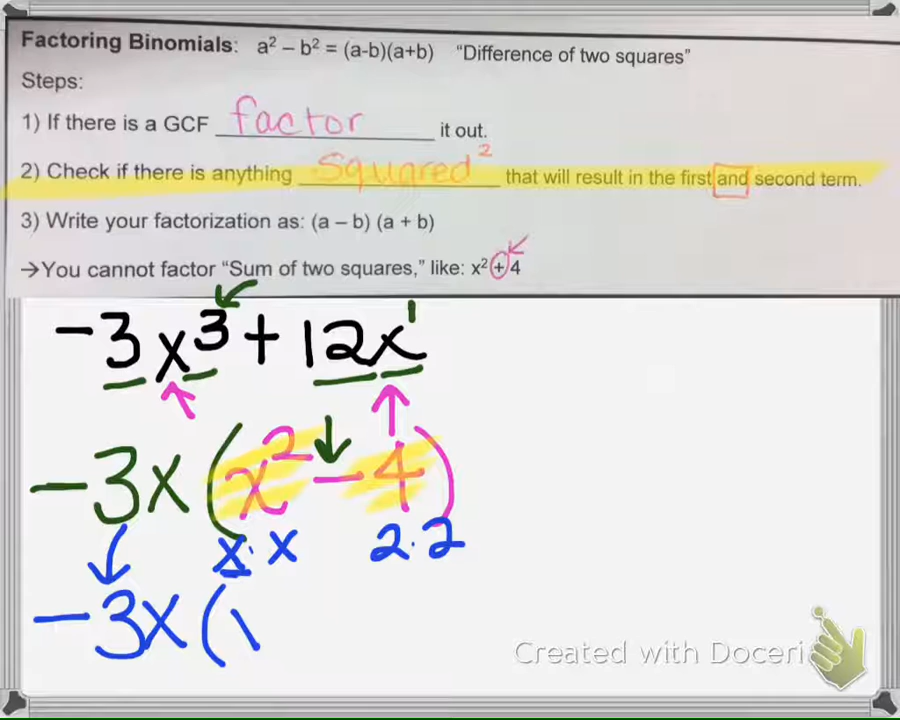 Factoring Binomials: a² – b² = (a-b)(a+b) "Difference of two squares"
Steps:
1) If there is a GCF factor it out.
2) Check if there is anything squared² that will result in the first and second term.
3) Write your factorization as: (a – b) (a + b)
→You cannot factor "Sum of two squares," like: x² + 4
-3x³ + 12x¹
-3x(x² - 4)
x·x 2·2
-3x(
Created with Doceri